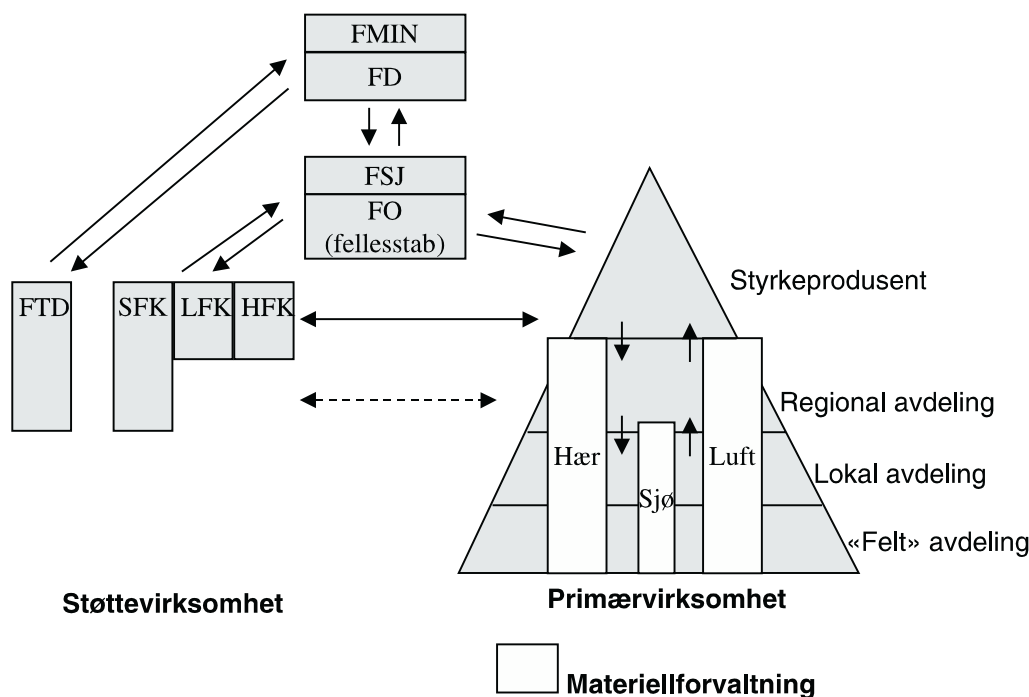 FMIN
FD
FSJ
FO
(fellesstab)
FTD
SFK
LFK
HFK
Styrkeprodusent
Regional avdeling
Hær
Luft
Lokal avdeling
Sjø
«Felt» avdeling
Støttevirksomhet
Primærvirksomhet
Materiellforvaltning